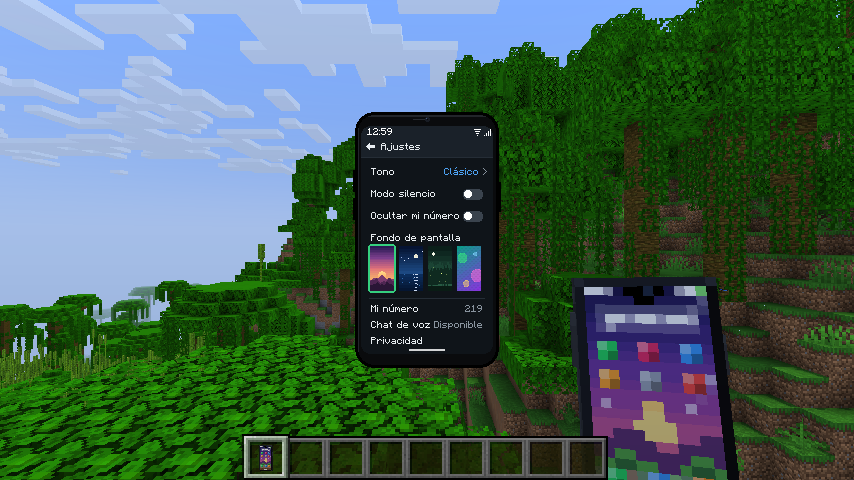 12:59
Ajustes
Tono Clásico
Modo silencio
Ocultar mi número
Fondo de pantalla
Mi número 219
Chat de voz Disponible
Privacidad